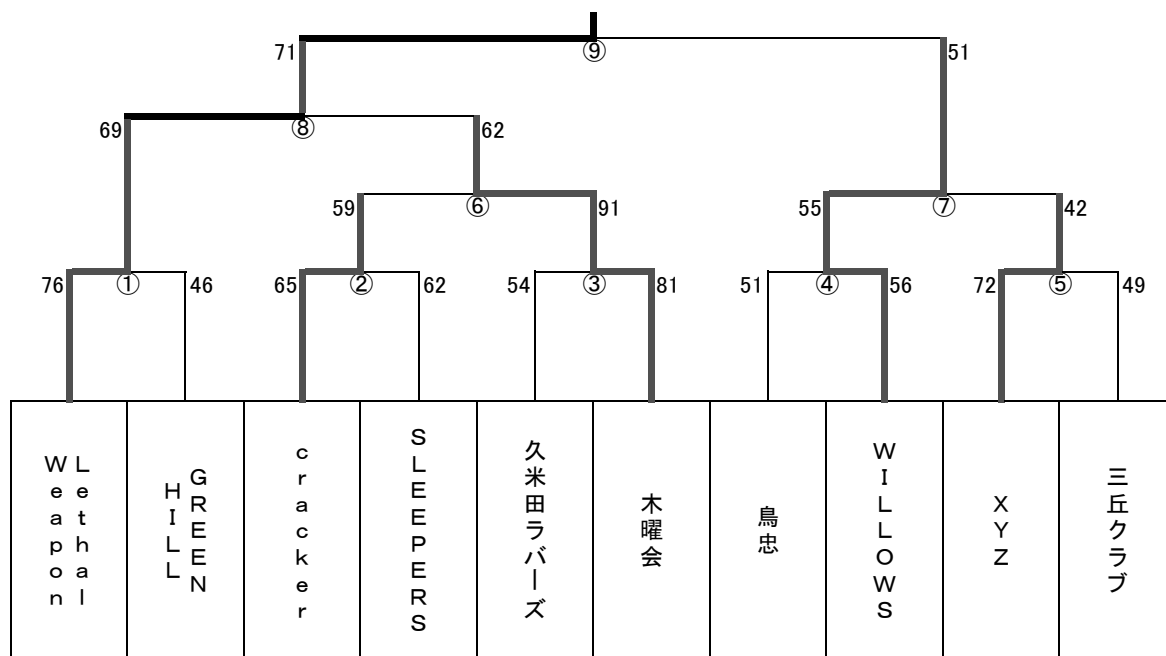 71
⑨
51
69
⑧
62
59
⑥
91
55
⑦
42
76
①
46
65
②
62
54
③
81
51
④
56
72
⑤
49
Lethal
Weapon
GREEN
HILL
cracker
SLEEPERS
久米田ラバーズ
木曜会
鳥忠
WILLOWS
XYZ
三丘クラブ